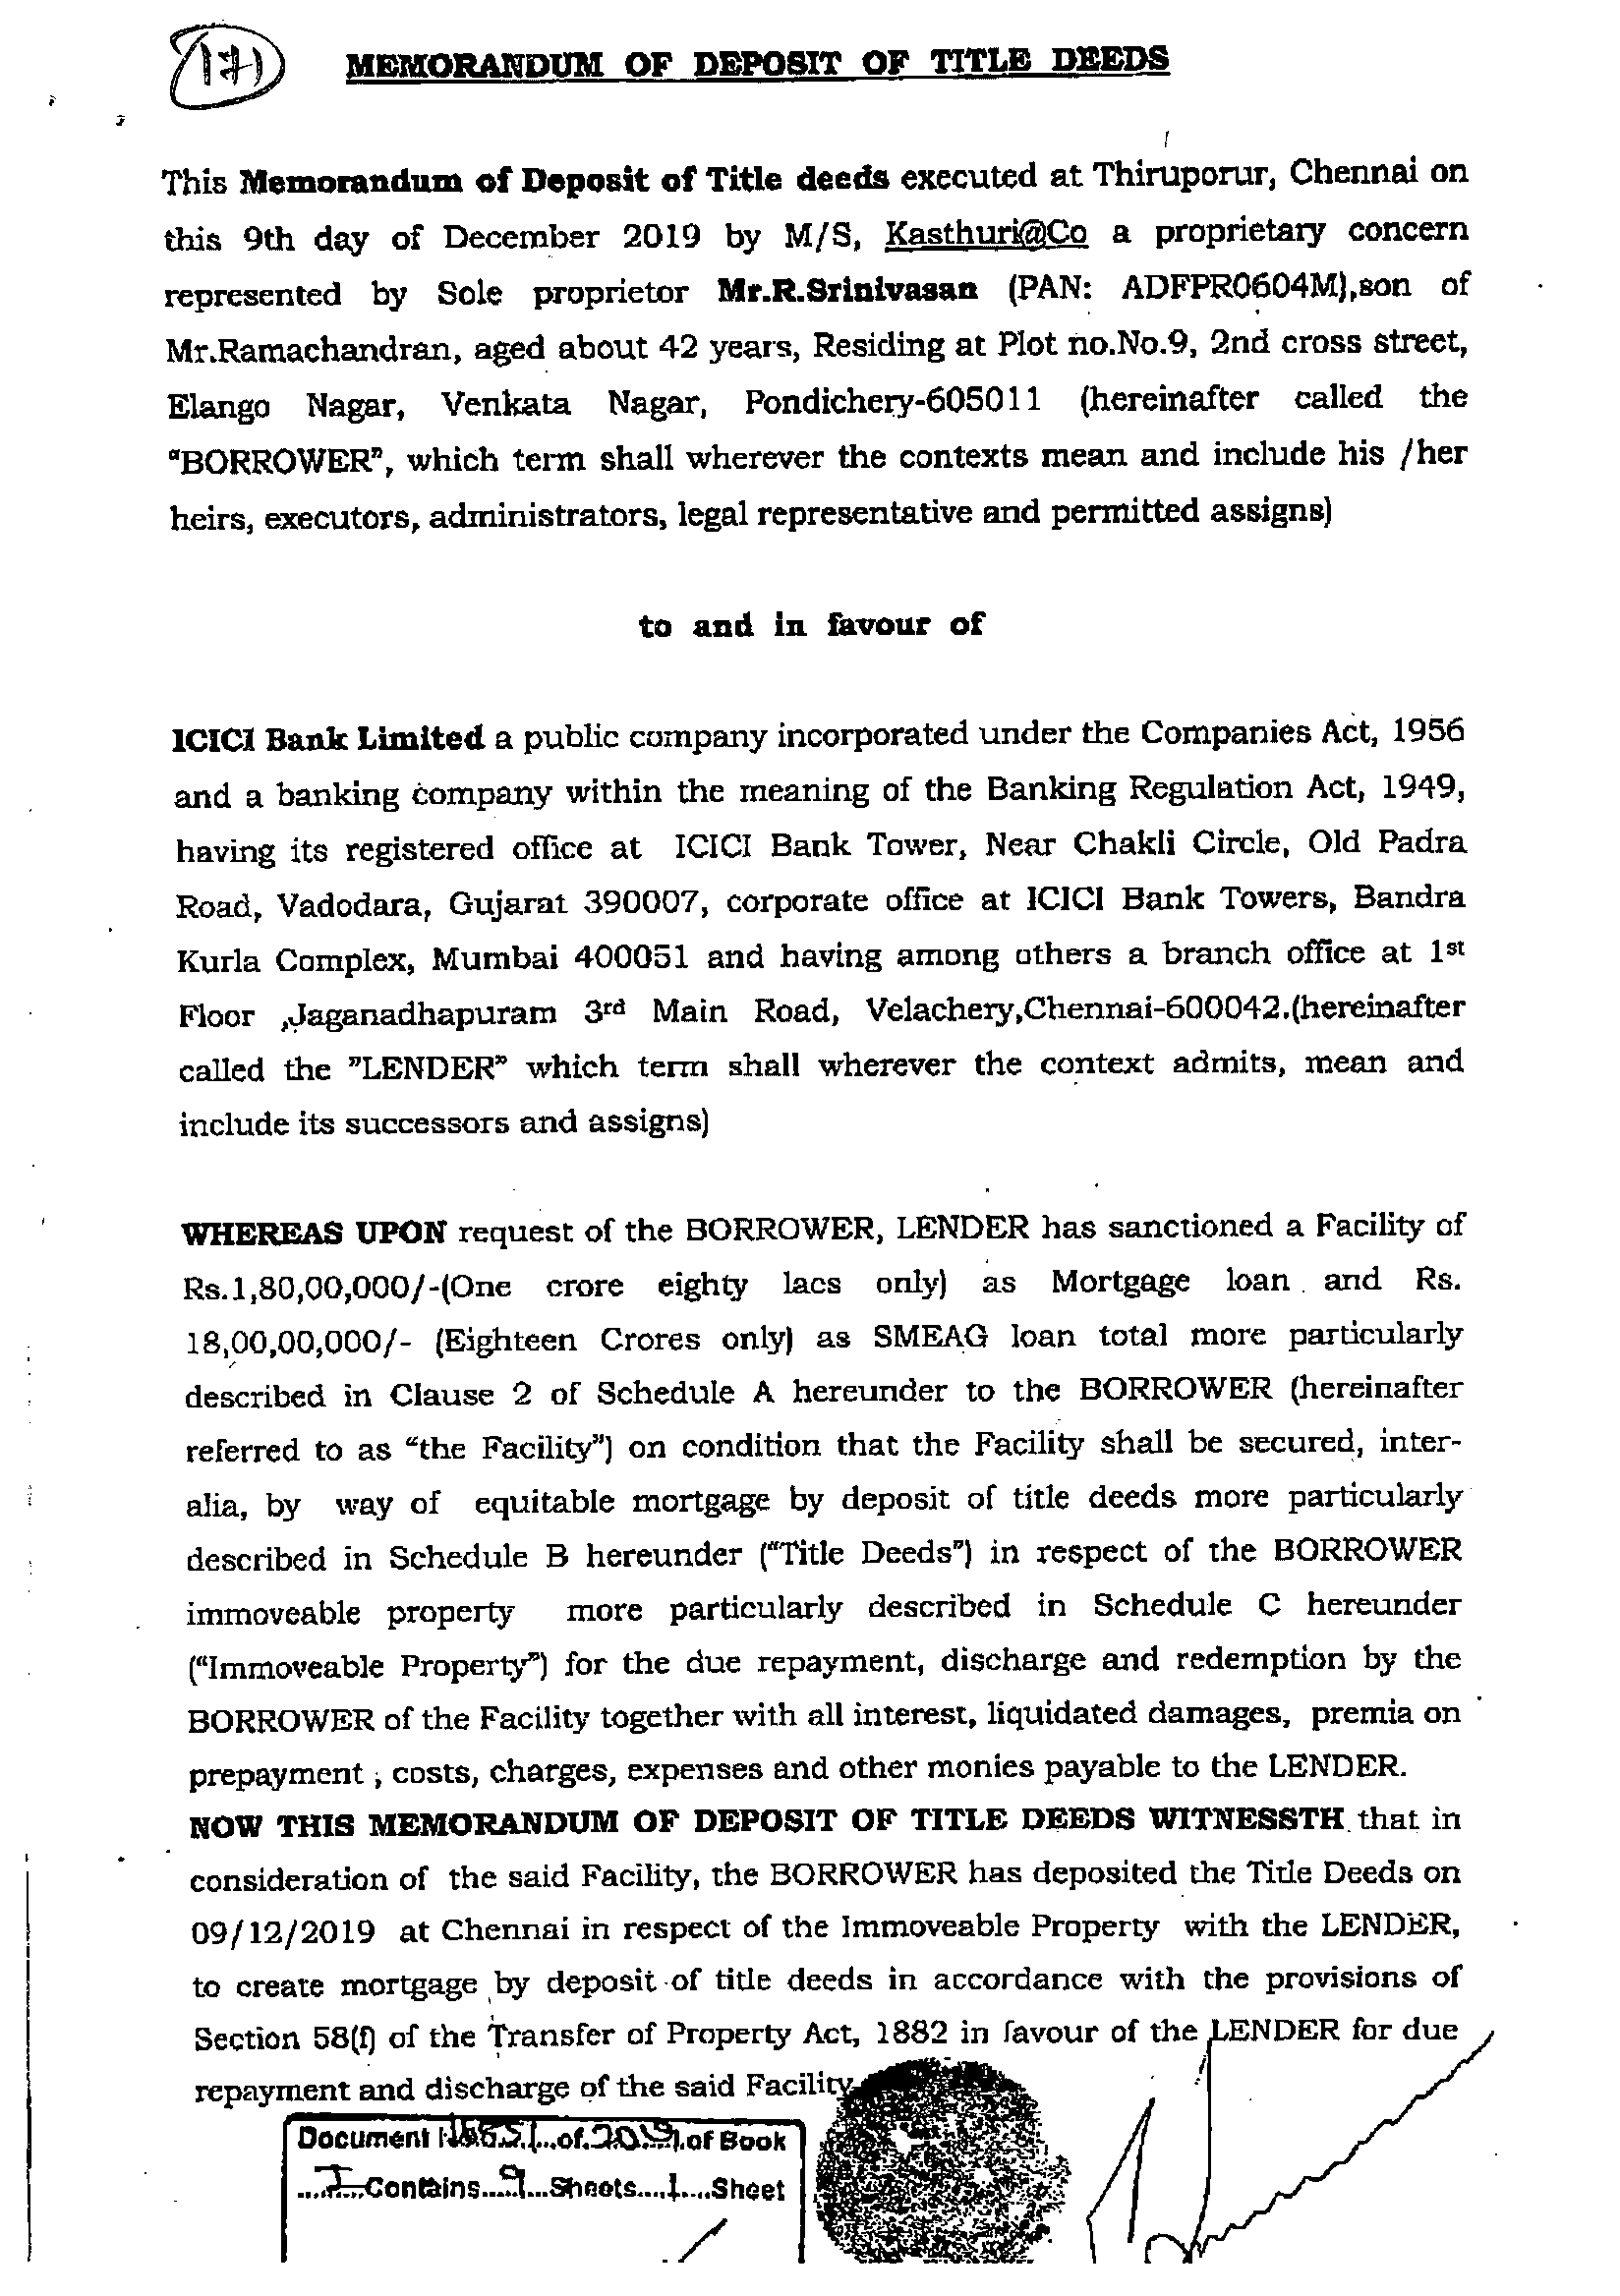 171
MEMORANDUM OF DEPOSIT OF TITLE DEEDS
This Memorandum of Deposit of Title deeds executed at Thiruporur, Chennai on
this 9th day of December 2019 by M/S, Kasthuri@Co a proprietary concern
represented by Sole proprietor Mr.R.Srinivasan (PAN: ADFPR0604M),son of
Mr.Ramachandran, aged about 42 years, Residing at Plot no.No.9, 2nd cross street,
Elango Nagar, Venkata Nagar, Pondichery-605011 (hereinafter called the
"BORROWER", which term shall wherever the contexts mean and include his /her
heirs, executors, administrators, legal representative and permitted assigns)
to and in favour of
ICICI Bank Limited a public company incorporated under the Companies Act, 1956
and a banking company within the meaning of the Banking Regulation Act, 1949,
having its registered office at ICICI Bank Tower, Near Chakli Circle, Old Padra
Road, Vadodara, Gujarat 390007, corporate office at ICICI Bank Towers, Bandra
Kurla Complex, Mumbai 400051 and having among others a branch office at 1st
Floor ,Jaganadhapuram 3rd Main Road, Velachery,Chennai-600042.(hereinafter
called the "LENDER" which term shall wherever the context admits, mean and
include its successors and assigns)
WHEREAS UPON request of the BORROWER, LENDER has sanctioned a Facility of
Rs.1,80,00,000/-(One crore eighty lacs only) as Mortgage loan and Rs.
18,00,00,000/- (Eighteen Crores only) as SMEAG loan total more particularly
described in Clause 2 of Schedule A hereunder to the BORROWER (hereinafter
referred to as "the Facility") on condition that the Facility shall be secured, inter-
alia, by way of equitable mortgage by deposit of title deeds more particularly
described in Schedule B hereunder ("Title Deeds") in respect of the BORROWER
immoveable property more particularly described in Schedule C hereunder
("Immoveable Property") for the due repayment, discharge and redemption by the
BORROWER of the Facility together with all interest, liquidated damages, premia on
prepayment , costs, charges, expenses and other monies payable to the LENDER.
NOW THIS MEMORANDUM OF DEPOSIT OF TITLE DEEDS WITNESSTH that in
consideration of the said Facility, the BORROWER has deposited the Title Deeds on
09/12/2019 at Chennai in respect of the Immoveable Property with the LENDER,
to create mortgage by deposit of title deeds in accordance with the provisions of
Section 58(f) of the Transfer of Property Act, 1882 in favour of the LENDER for due
repayment and discharge of the said Facility
Document of 2019 of Book
I Contains 9 Sheets 1 Sheet